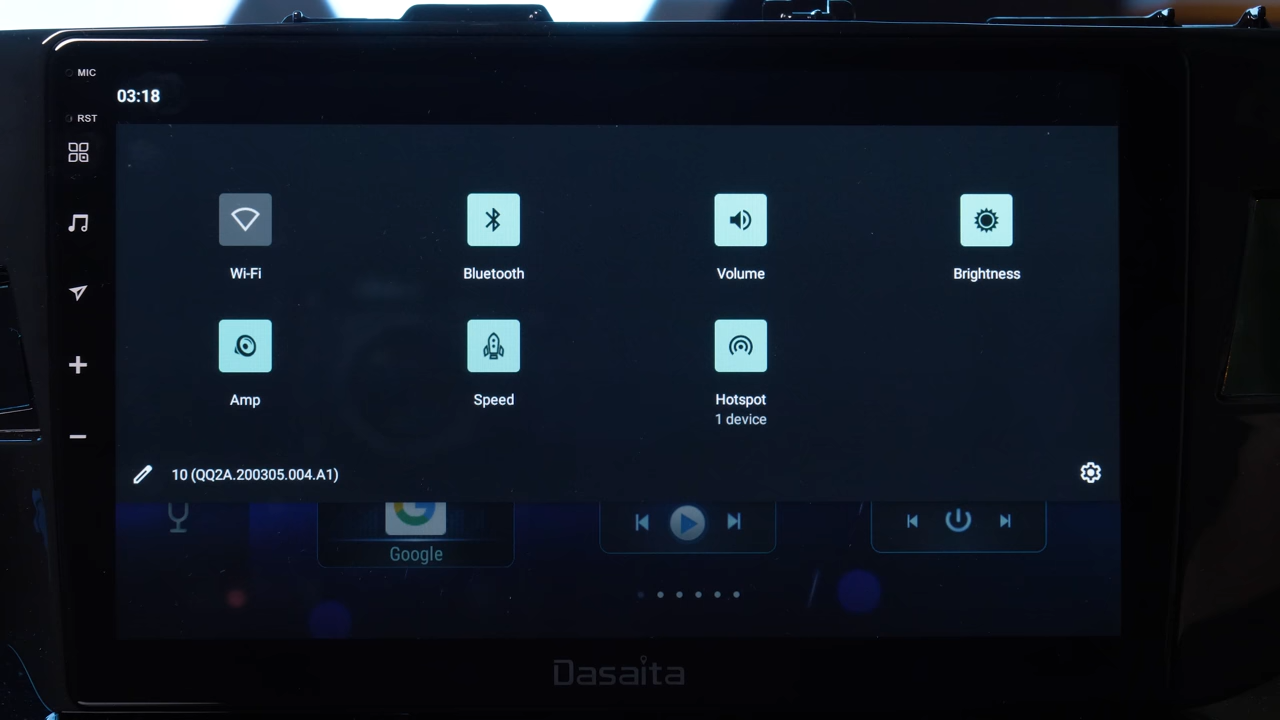 MIC
03:18
RST
Wi-Fi
Bluetooth
Volume
Brightness
Amp
Speed
Hotspot
1 device
10 (QQ2A.200305.004.A1)
Google
Dasaita